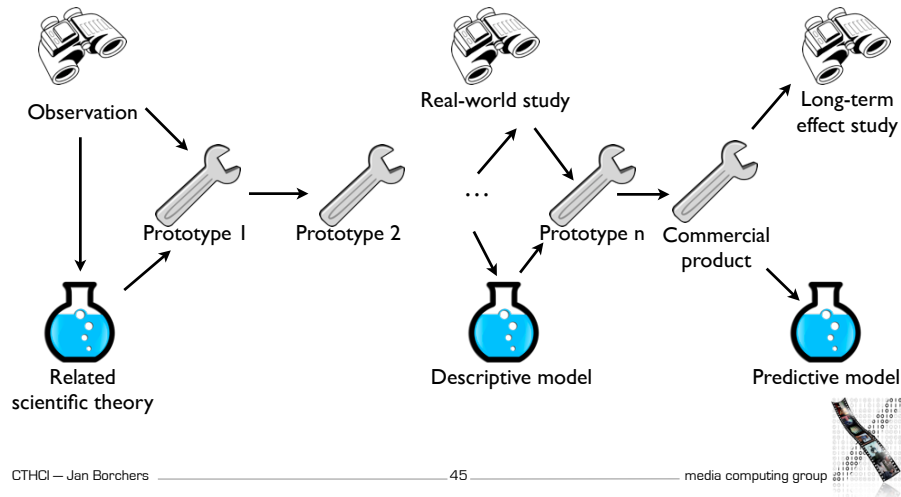 Observation
Real-world study
Long-term
effect study
...
Prototype 1
Prototype 2
Prototype n
Commercial
product
Related
scientific theory
Descriptive model
Predictive model
CTHCI – Jan Borchers
45
media computing group